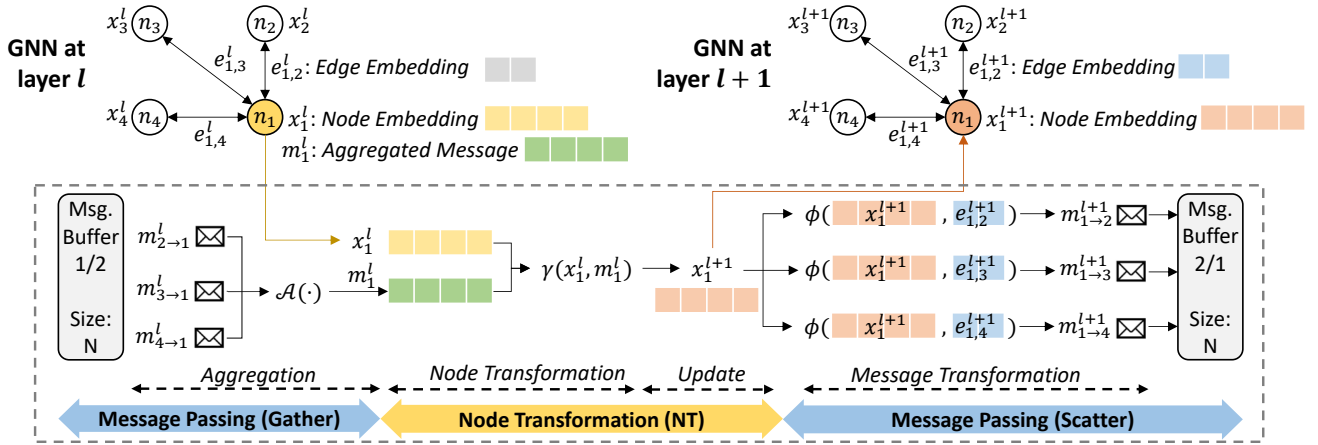 GNN at
layer l
x_3^l n_3
n_2 x_2^l
e_{1,3}^l
e_{1,2}^l: Edge Embedding
x_4^l n_4
e_{1,4}^l
n_1 x_1^l: Node Embedding
m_1^l: Aggregated Message
GNN at
layer l + 1
x_3^{l+1} n_3
n_2 x_2^{l+1}
e_{1,3}^{l+1}
e_{1,2}^{l+1}: Edge Embedding
x_4^{l+1} n_4
e_{1,4}^{l+1}
n_1 x_1^{l+1}: Node Embedding
Msg.
Buffer
1/2
Size:
N
m_{2→1}^l
m_{3→1}^l
m_{4→1}^l
𝒜(·)
x_1^l
m_1^l
γ(x_1^l, m_1^l)
x_1^{l+1}
ϕ( x_1^{l+1} , e_{1,2}^{l+1} ) m_{1→2}^{l+1}
ϕ( x_1^{l+1} , e_{1,3}^{l+1} ) m_{1→3}^{l+1}
ϕ( x_1^{l+1} , e_{1,4}^{l+1} ) m_{1→4}^{l+1}
Msg.
Buffer
2/1
Size:
N
Aggregation
Node Transformation
Update
Message Transformation
Message Passing (Gather)
Node Transformation (NT)
Message Passing (Scatter)